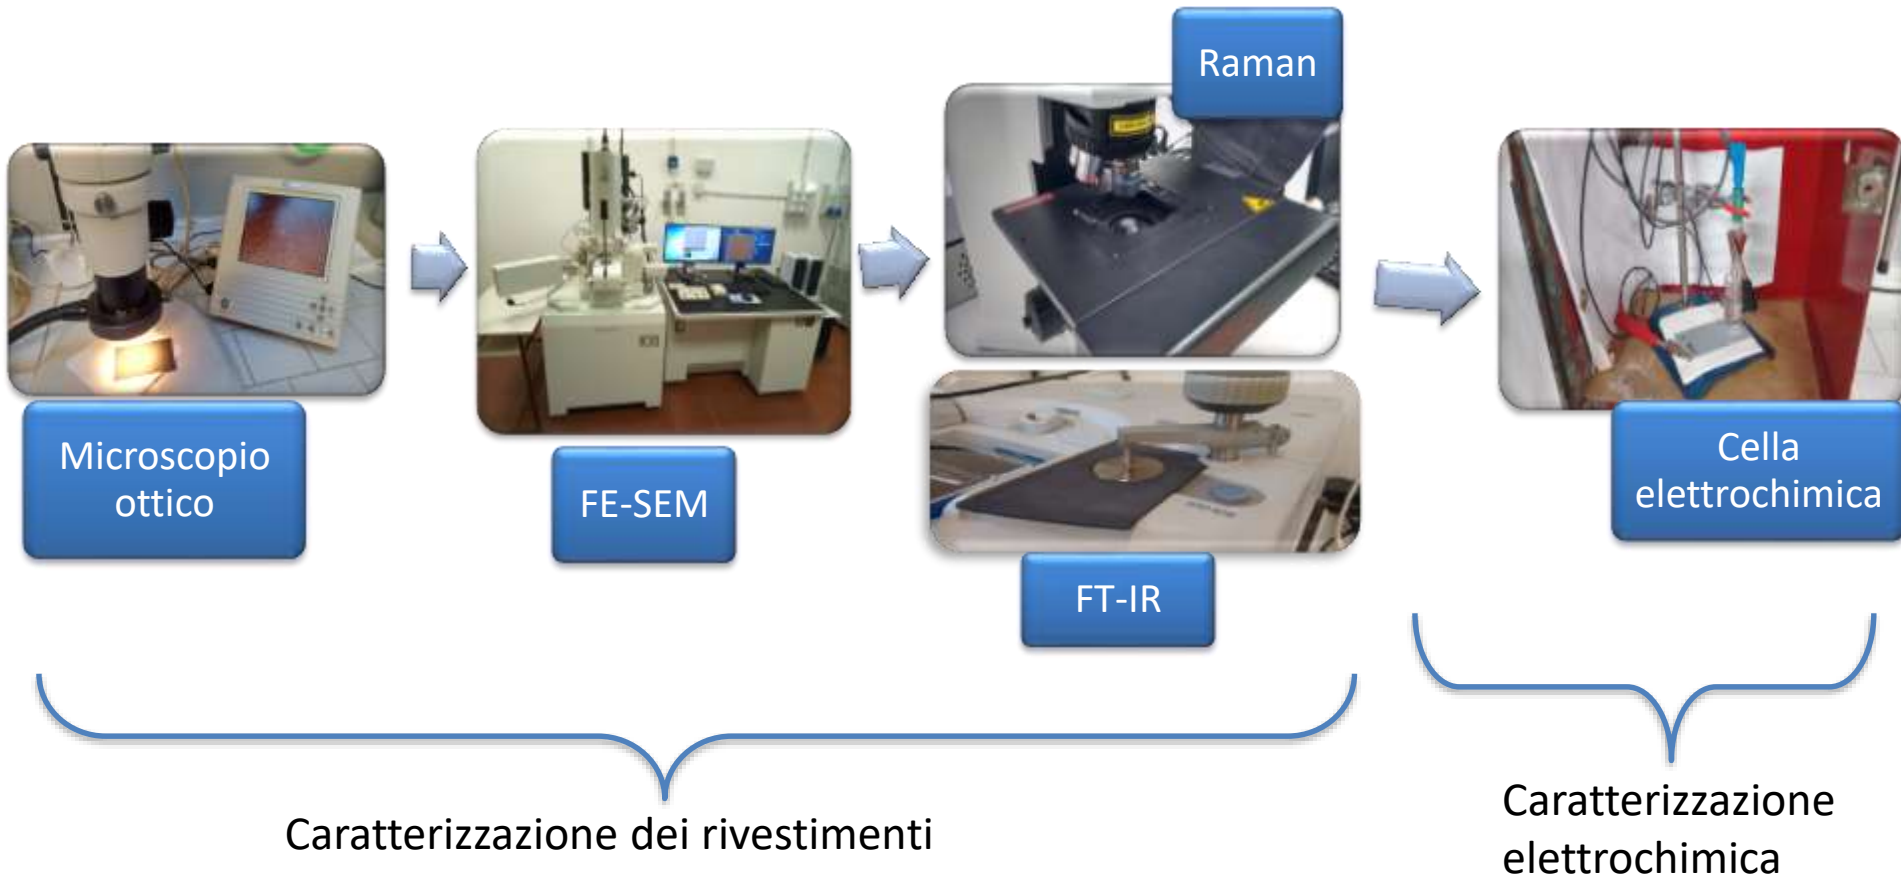 Raman
Microscopio
ottico
FE-SEM
FT-IR
Cella
elettrochimica
Caratterizzazione dei rivestimenti
Caratterizzazione
elettrochimica